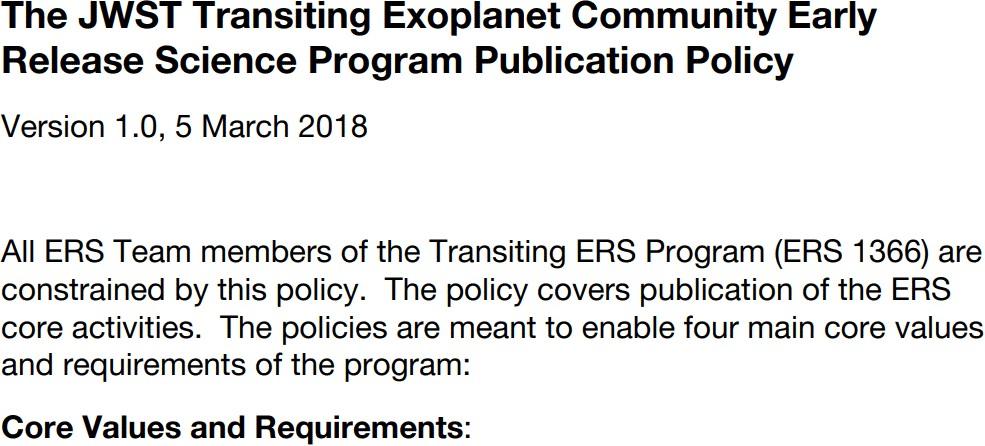 The JWST Transiting Exoplanet Community Early
Release Science Program Publication Policy
Version 1.0, 5 March 2018
All ERS Team members of the Transiting ERS Program (ERS 1366) are
constrained by this policy.  The policy covers publication of the ERS
core activities.  The policies are meant to enable four main core values
and requirements of the program:
Core Values and Requirements: